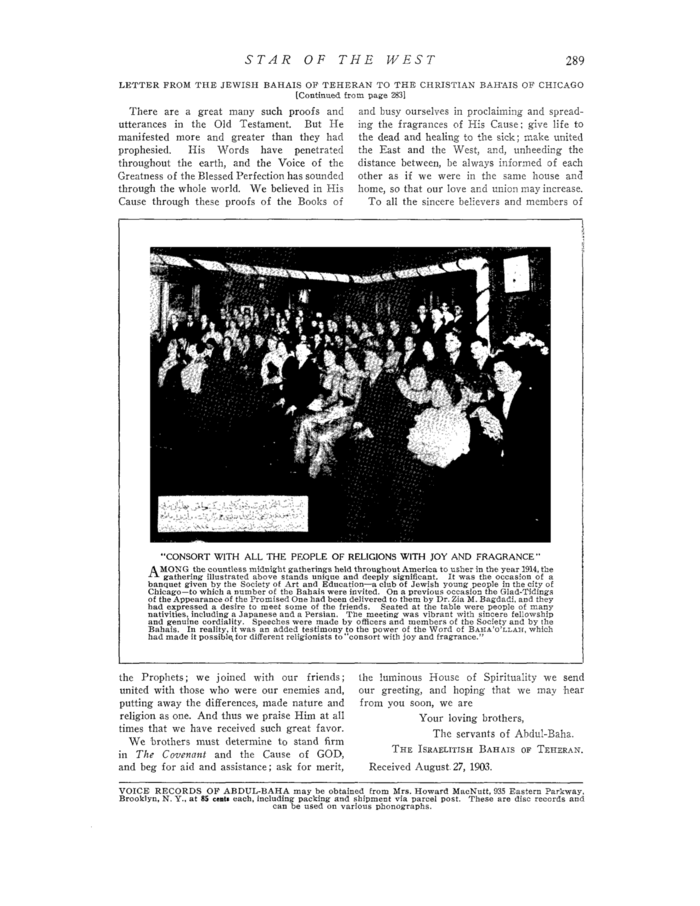 STAR OF THE WEST 289
LETTER FROM THE JEWISH BAHAIS OF TEHERAN TO THE CHRISTIAN BAHAIS OF CHICAGO
[Continued from page 283]
There are a great many such proofs and
utterances in the Old Testament. But He
manifested more and greater than they had
prophesied. His Words have penetrated
throughout the earth, and the Voice of the
Greatness of the Blessed Perfection has sounded
through the whole world. We believed in His
Cause through these proofs of the Books of
and busy ourselves in proclaiming and spread-
ing the fragrances of His Cause; give life to
the dead and healing to the sick; make united
the East and the West, and, unheeding the
distance between, be always informed of each
other as if we were in the same house and
home, so that our love and union may increase.
To all the sincere believers and members of
"CONSORT WITH ALL THE PEOPLE OF RELIGIONS WITH JOY AND FRAGRANCE"
AMONG the countless midnight gatherings held throughout America to usher in the year 1914, the
gathering illustrated above stands unique and deeply significant. It was the occasion of a
banquet given by the Society of Art and Education—a club of Jewish young people in the city of
Chicago—to which a number of the Bahais were invited. On a previous occasion the Glad-Tidings
of the Appearance of the Promised One had been delivered to them by Dr. Zia M. Bagdadi, and they
had expressed a desire to meet some of the friends. Seated at the table were people of many
nativities, including a Japanese and a Persian. The meeting was vibrant with sincere fellowship
and genuine cordiality. Speeches were made by officers and members of the Society and by the
Bahais. In reality, it was an added testimony to the power of the Word of BAHA'O'LLAH, which
had made it possible for different religionists to "consort with joy and fragrance."
the Prophets; we joined with our friends;
united with those who were our enemies and,
putting away the differences, made nature and
religion as one. And thus we praise Him at all
times that we have received such great favor.
We brothers must determine to stand firm
in The Covenant and the Cause of GOD,
and beg for aid and assistance; ask for merit,
the luminous House of Spirituality we send
our greeting, and hoping that we may hear
from you soon, we are
Your loving brothers,
The servants of Abdul-Baha.
THE ISRAELITISH BAHAIS OF TEHERAN.
Received August 27, 1903.
VOICE RECORDS OF ABDUL-BAHA may be obtained from Mrs. Howard MacNutt, 935 Eastern Parkway,
Brooklyn, N. Y., at 85 cents each, including packing and shipment via parcel post. These are disc records and
can be used on various phonographs.